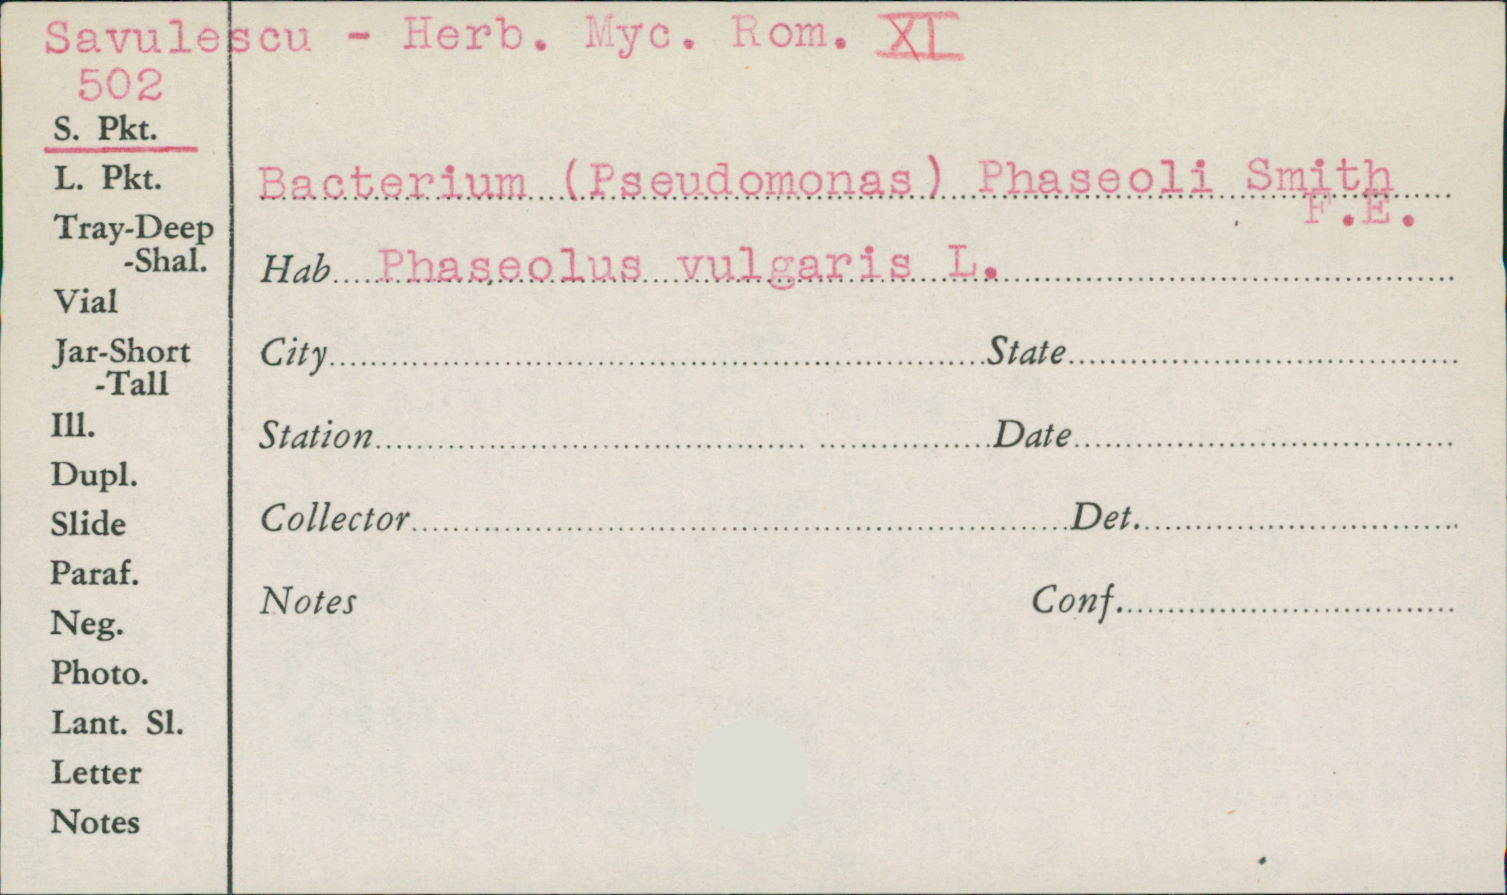 Savulescu - Herb. Myc. Rom. XI
502
S. Pkt.
L. Pkt.
Tray-Deep
-Shal.
Vial
Jar-Short
-Tall
Ill.
Dupl.
Slide
Paraf.
Neg.
Photo.
Lant. Sl.
Letter
Notes
Bacterium (Pseudomonas) Phaseoli Smith
F.E.
Hab Phaseolus vulgaris L.
City State
Station Date
Collector Det.
Notes Conf.